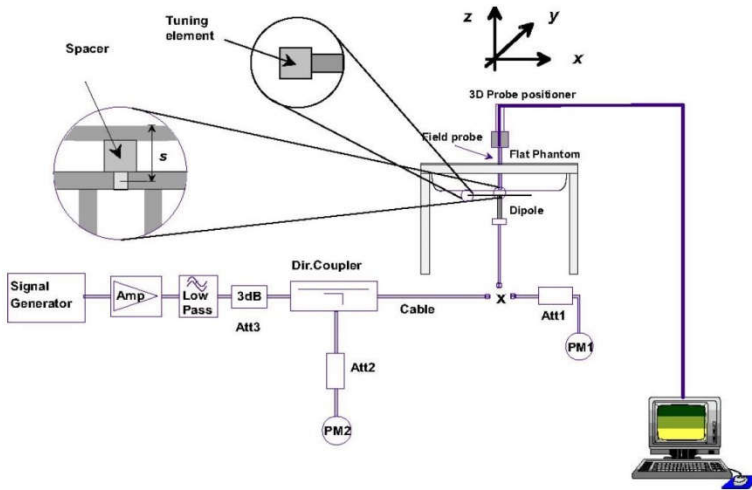 z
y
x
Tuning
element
Spacer
s
3D Probe positioner
Field probe
Flat Phantom
Dipole
Signal
Generator
Amp
Low
Pass
3dB
Att3
Dir.Coupler
Cable
x
Att1
PM1
Att2
PM2